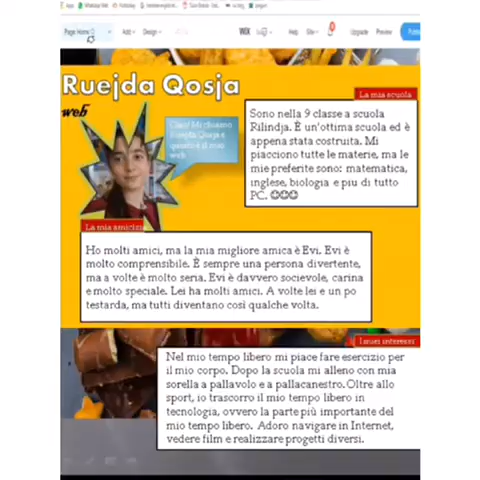 Page: Home
Add
Design
WIX
Help
Site
Upgrade
Preview
Ruejda Qosja
web
Ciao! Mi chiamo
Ruejda Qosja e
questo è il mio
web
La mia scuola
Sono nella 9 classe a scuola
Rilindja. È un'ottima scuola ed è
appena stata costruita. Mi
piacciono tutte le materie, ma le
mie preferite sono: matematica,
inglese, biologia e piu di tutto
PC. ☺☺☺
La mia amicizia
Ho molti amici, ma la mia migliore amica è Evi. Evi è
molto comprensibile. È sempre una persona divertente,
ma a volte è molto seria. Evi è davvero socievole, carina
e molto speciale. Lei ha molti amici. A volte lei e un po
testarda, ma tutti diventano così qualche volta.
I miei interessi
Nel mio tempo libero mi piace fare esercizio per
il mio corpo. Dopo la scuola mi alleno con mia
sorella a pallavolo e a pallacanestro. Oltre allo
sport, io trascorro il mio tempo libero in
tecnologia, ovvero la parte più importante del
mio tempo libero. Adoro navigare in Internet,
vedere film e realizzare progetti diversi.